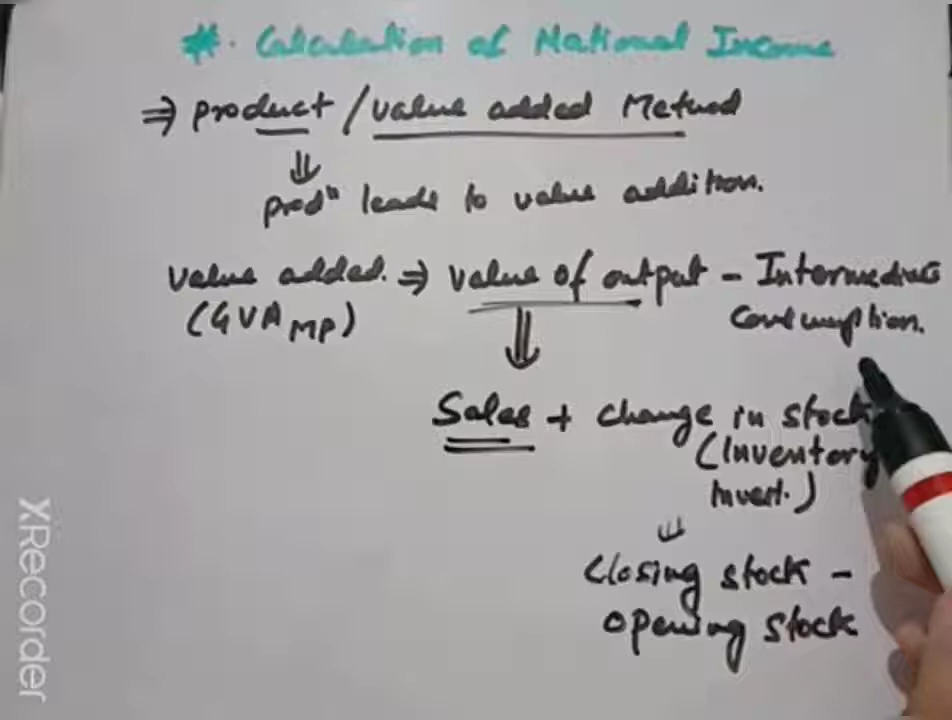 #. Calculation of National Income
⇒ product / value added Method
⇓
prodⁿ leads to value addition.
value added. ⇒ value of output - Intermediate
(GVA MP)
Consumption.
⇓
Sales + change in stock
(Inventory
Invest.)
⇓
Closing stock -
opening stock
XRecorder